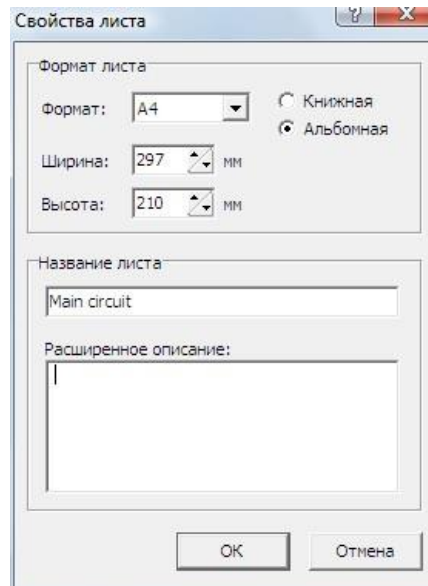 Свойства листа
Формат листа
Формат: A4
Книжная
Альбомная
Ширина: 297 мм
Высота: 210 мм
Название листа
Main circuit
Расширенное описание:
OK Отмена